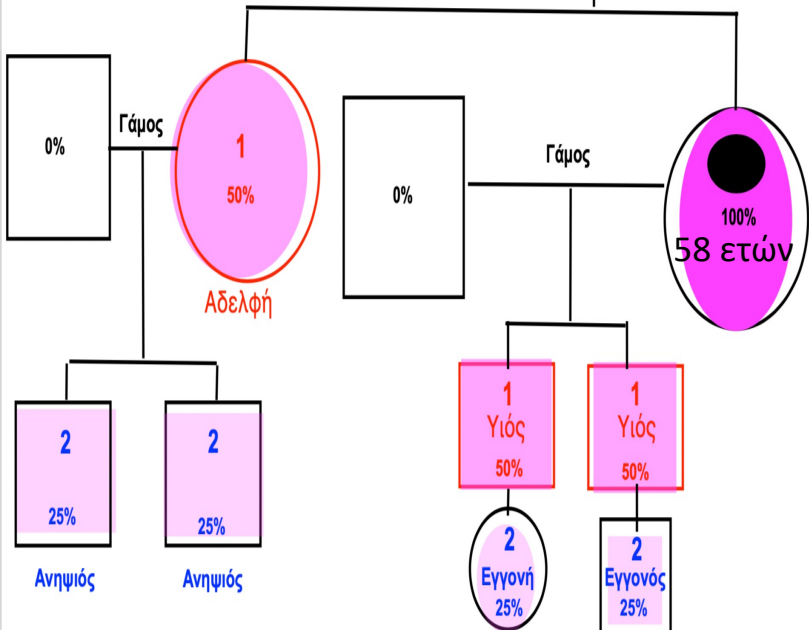 0%
Γάμος
1
50%
Αδελφή
0%
Γάμος
100%
58 ετών
2
25%
Ανηψιός
2
25%
Ανηψιός
1
Υιός
50%
1
Υιός
50%
2
Εγγονή
25%
2
Εγγονός
25%